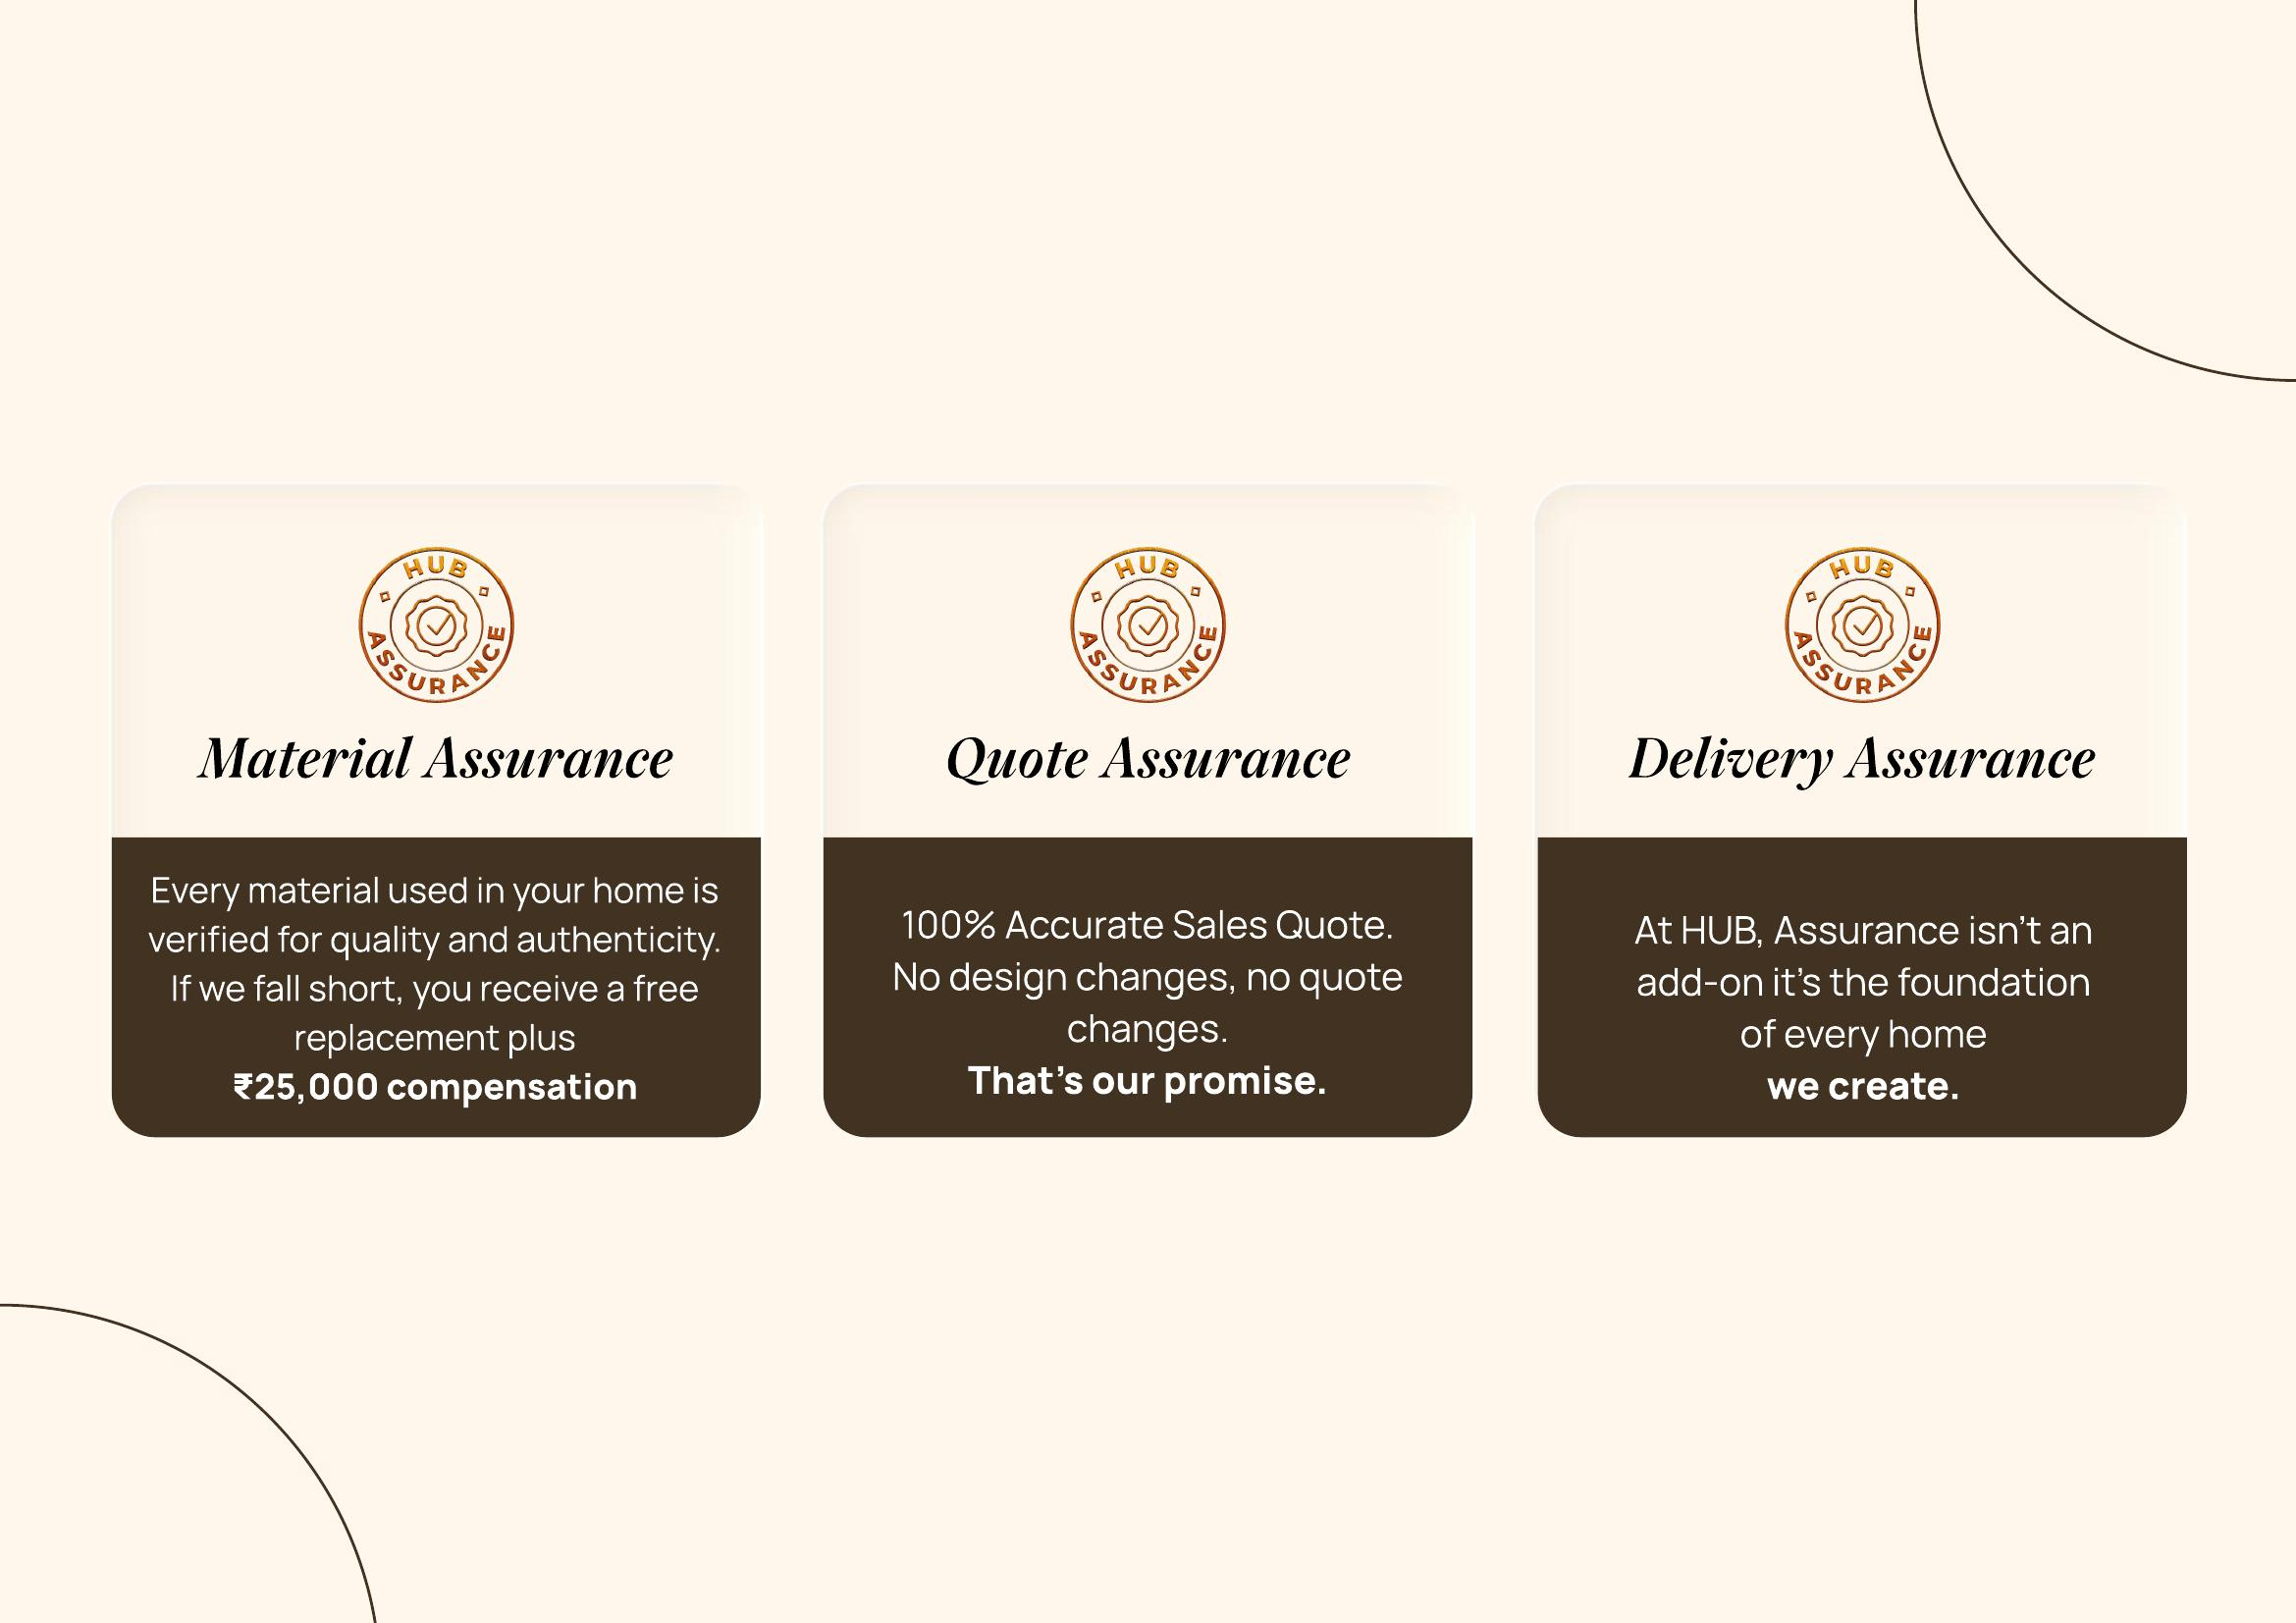 HUB
ASSURANCE
Material Assurance
Every material used in your home is
verified for quality and authenticity.
If we fall short, you receive a free
replacement plus
₹25,000 compensation
HUB
ASSURANCE
Quote Assurance
100% Accurate Sales Quote.
No design changes, no quote
changes.
That’s our promise.
HUB
ASSURANCE
Delivery Assurance
At HUB, Assurance isn’t an
add-on it’s the foundation
of every home
we create.